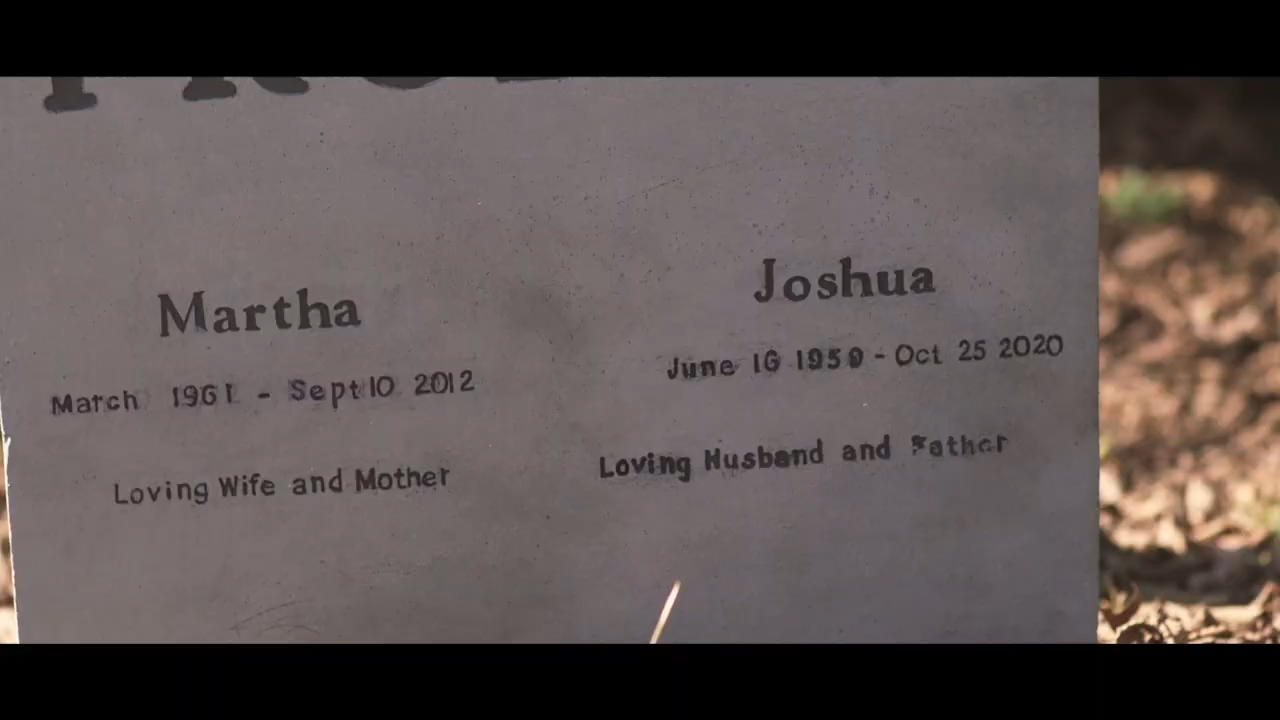 Martha
Joshua
March 1961 - Sept 10 2012
June 16 1959 - Oct 25 2020
Loving Wife and Mother
Loving Husband and Father